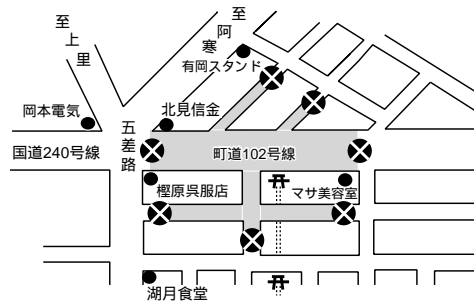 至阿寒
至上里
有岡スタンド
岡本電気
北見信金
五差路
国道240号線
町道102号線
樫原呉服店
マサ美容室
湖月食堂